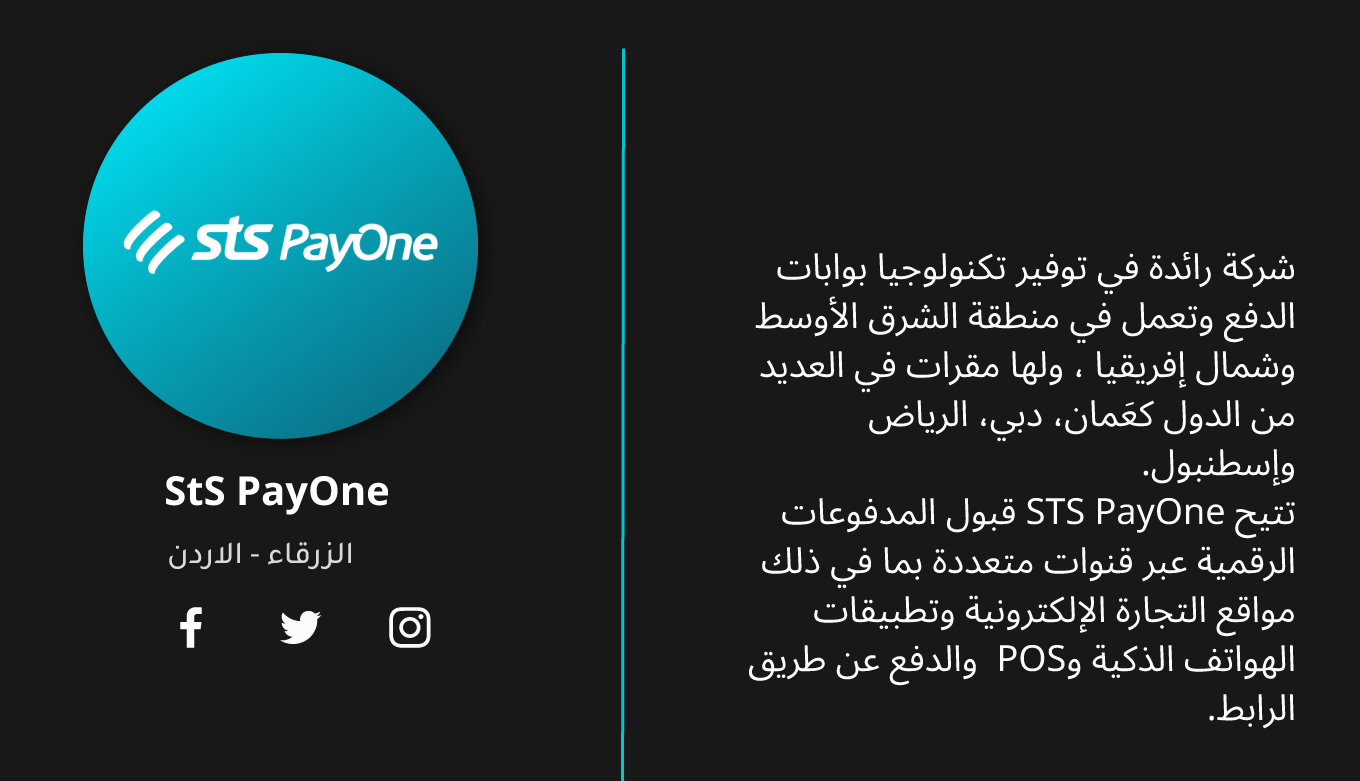 sts PayOne
StS PayOne
الزرقاء - الاردن
شركة رائدة في توفير تكنولوجيا بوابات
الدفع وتعمل في منطقة الشرق الأوسط
وشمال إفريقيا ، ولها مقرات في العديد
من الدول كعَمان، دبي، الرياض
وإسطنبول.
تتيح STS PayOne قبول المدفوعات
الرقمية عبر قنوات متعددة بما في ذلك
مواقع التجارة الإلكترونية وتطبيقات
الهواتف الذكية وPOS  والدفع عن طريق
الرابط.